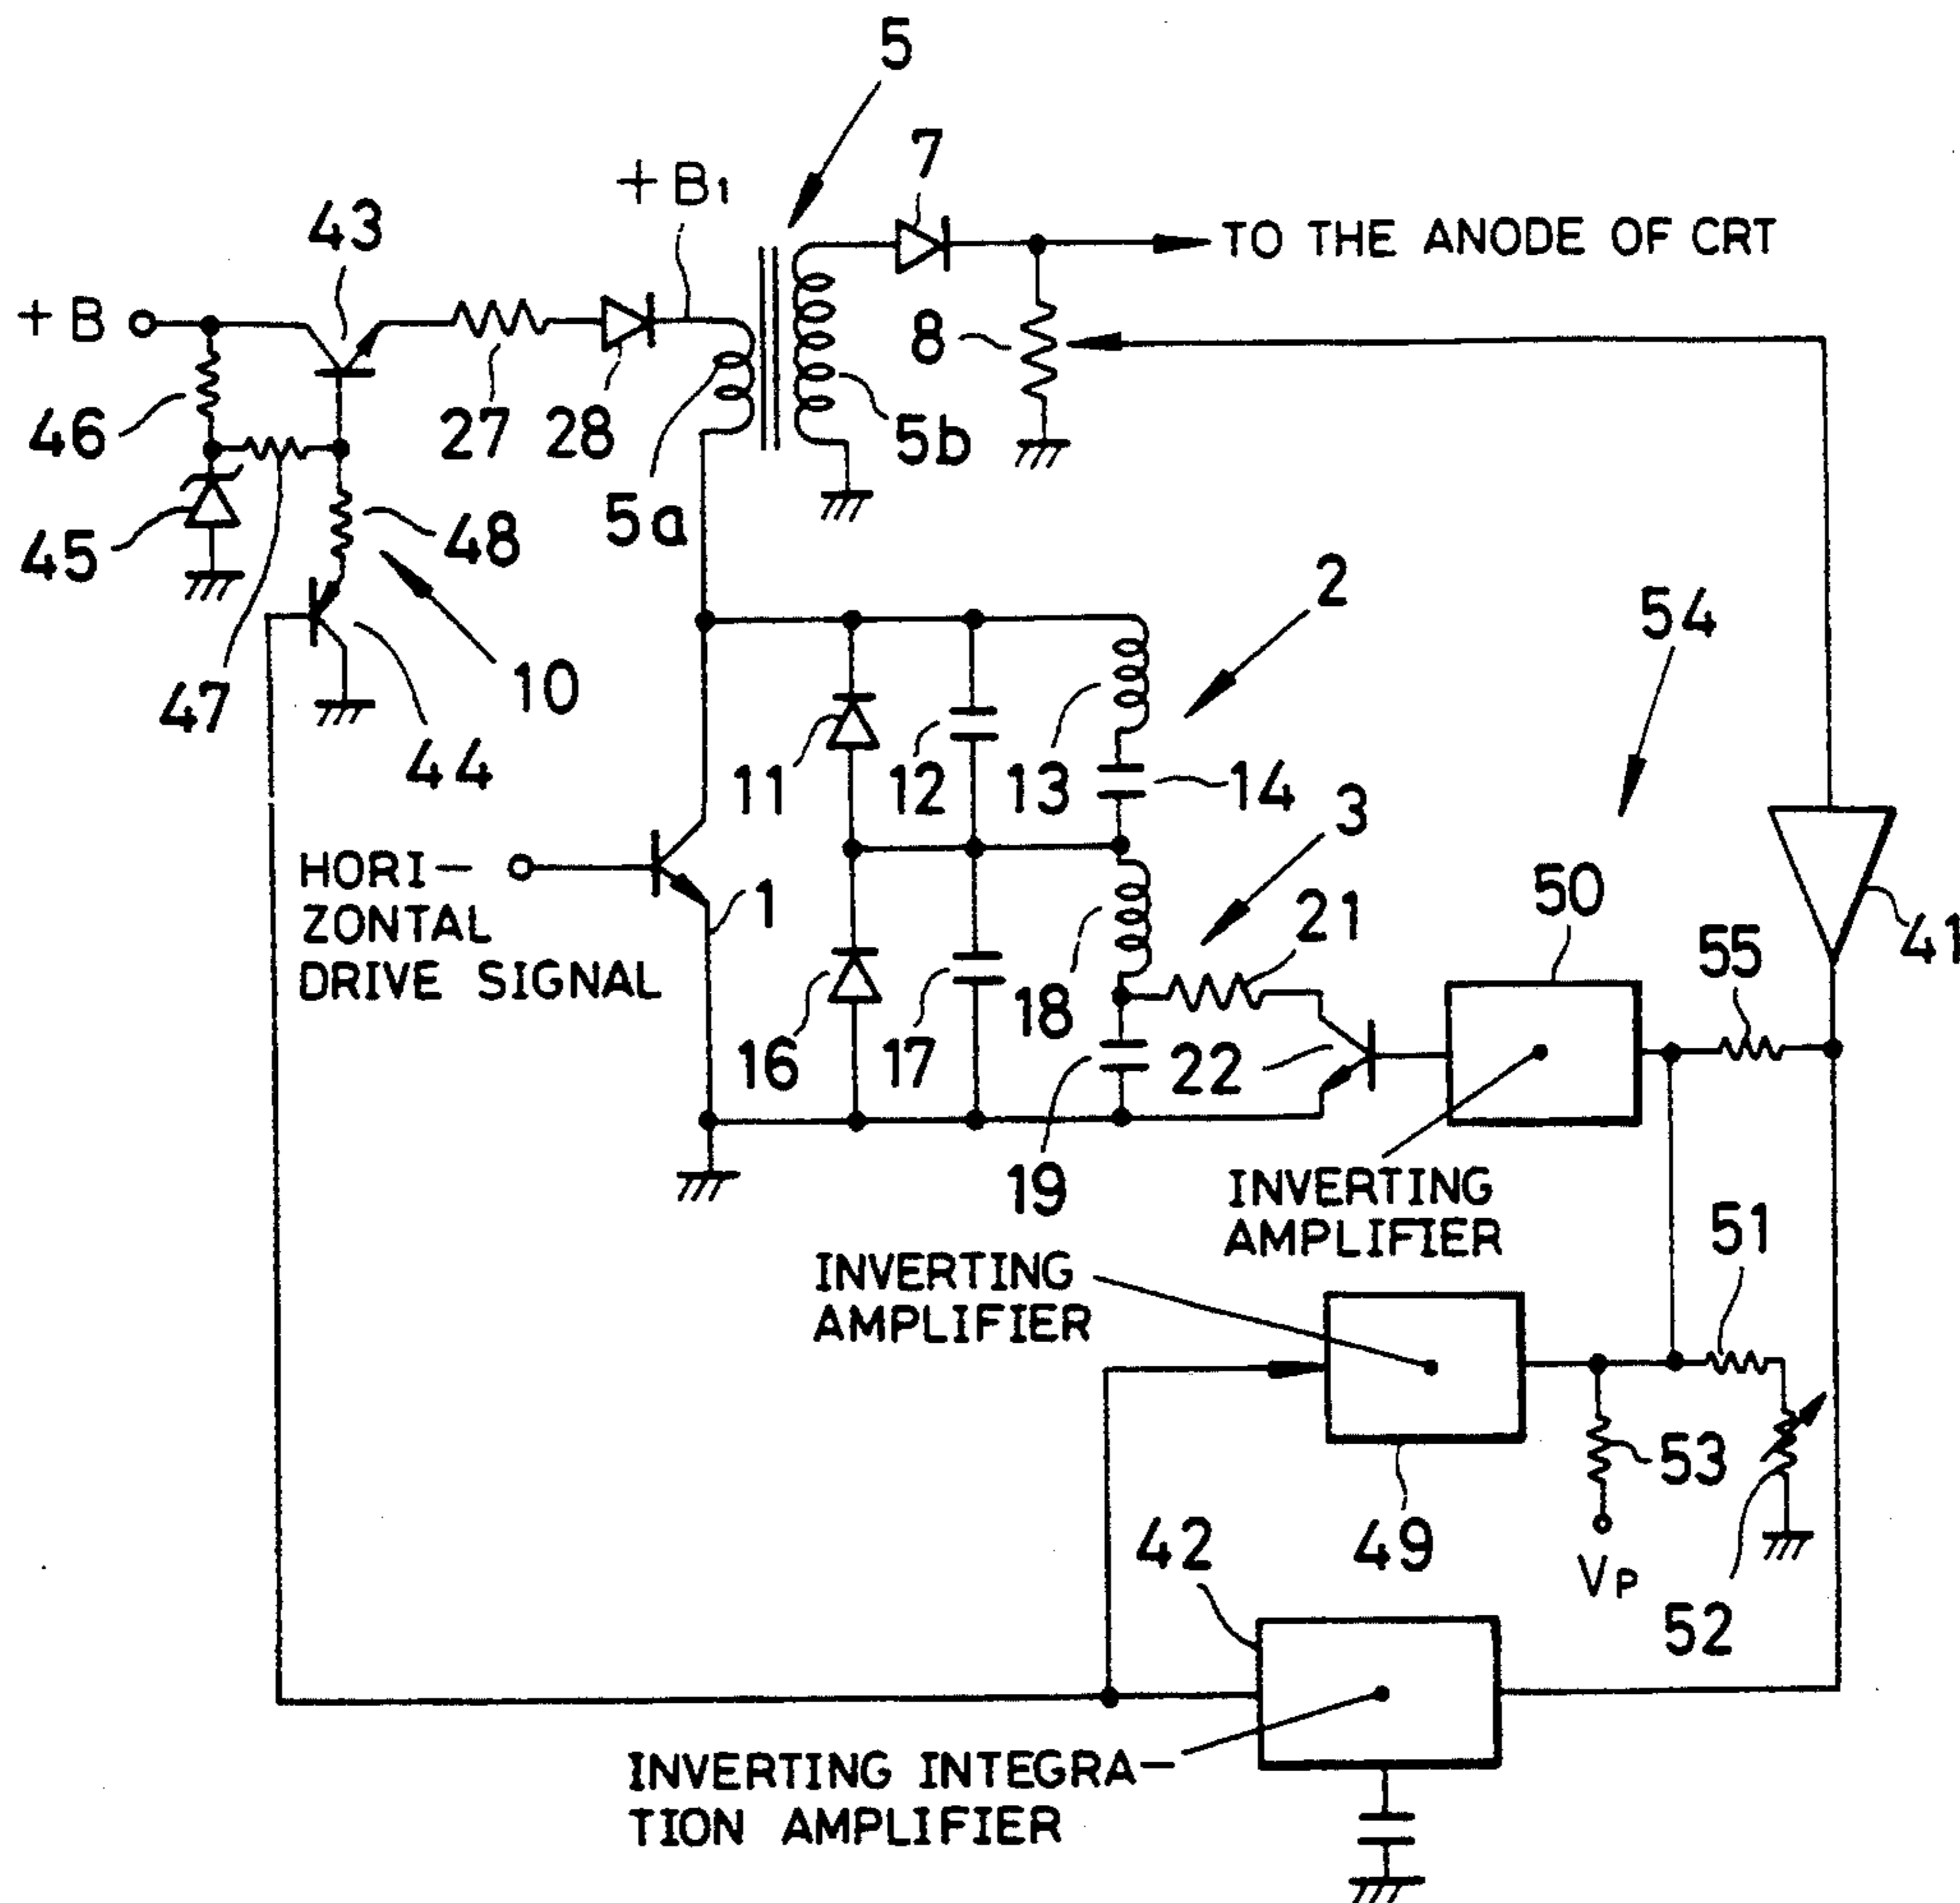 5
7
+B1
43
TO THE ANODE OF CRT
+B
8
46
27
28
5b
5a
45
48
2
54
10
47
44
11
12
13
14
3
HORI-
ZONTAL
DRIVE SIGNAL
1
50
21
55
41
16
17
18
22
19
INVERTING
AMPLIFIER
51
INVERTING
AMPLIFIER
53
42
49
VP
52
INVERTING INTEGRA-
TION AMPLIFIER